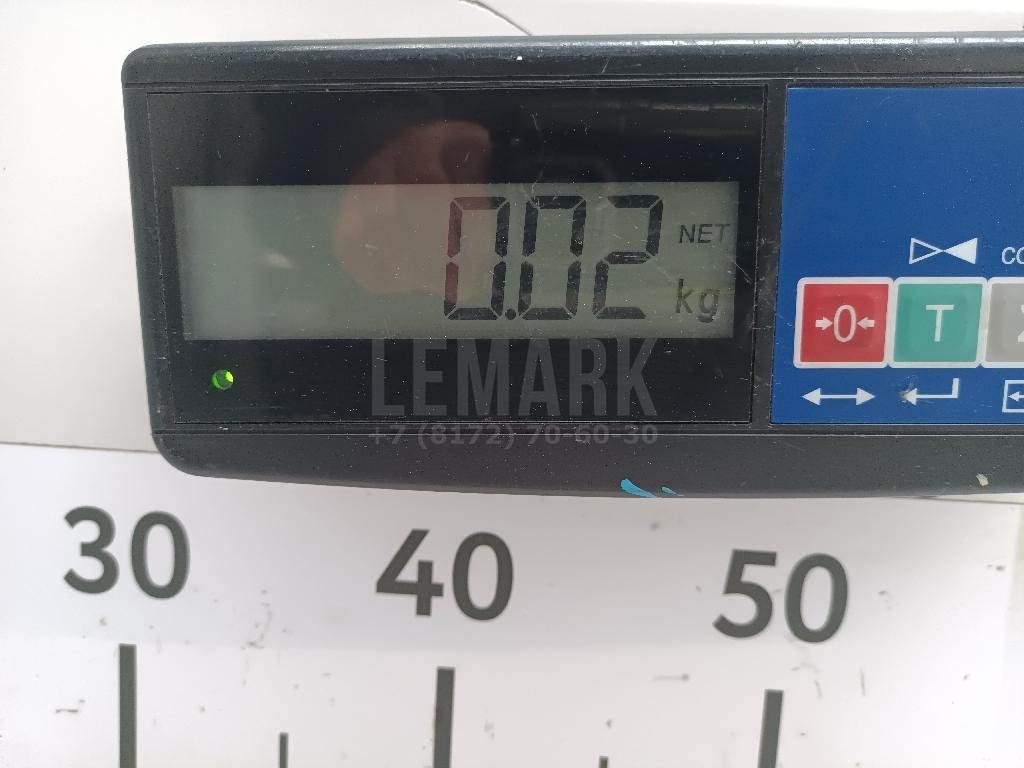 0.02 NET
kg
→0← T
LEMARK
+7 (8172) 70-60-30
30 40 50